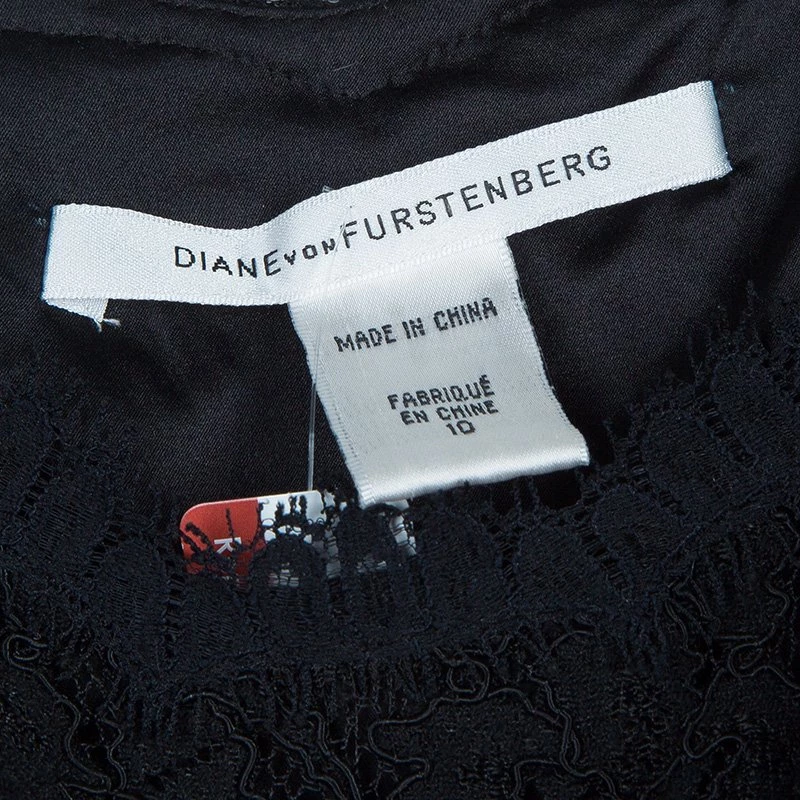 DIANE VON FURSTENBERG
MADE IN CHINA
FABRIQUÉ
EN CHINE
10
K